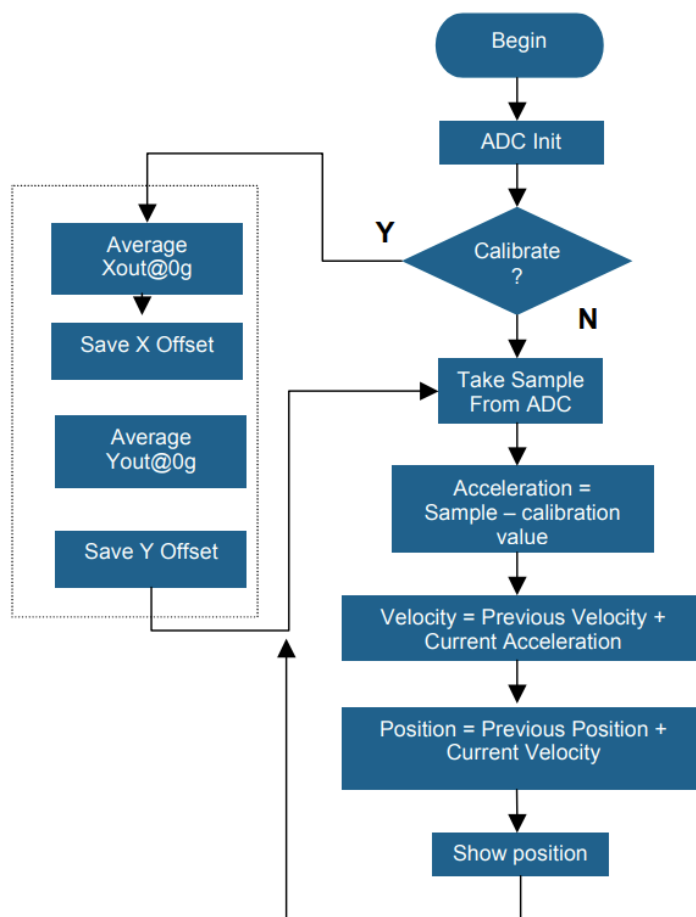 Begin
ADC Init
Calibrate
?
Y
N
Average
Xout@0g
Save X Offset
Average
Yout@0g
Save Y Offset
Take Sample
From ADC
Acceleration =
Sample – calibration
value
Velocity = Previous Velocity +
Current Acceleration
Position = Previous Position +
Current Velocity
Show position